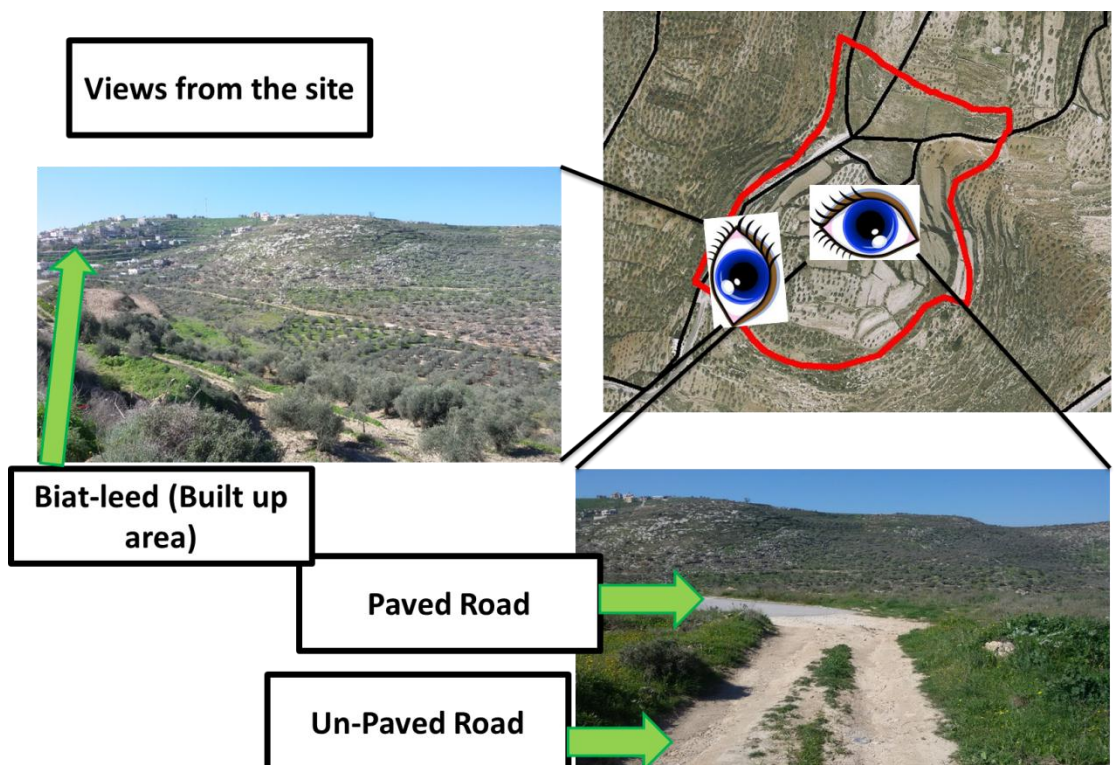 Views from the site
Biat-leed (Built up
area)
Paved Road
Un-Paved Road